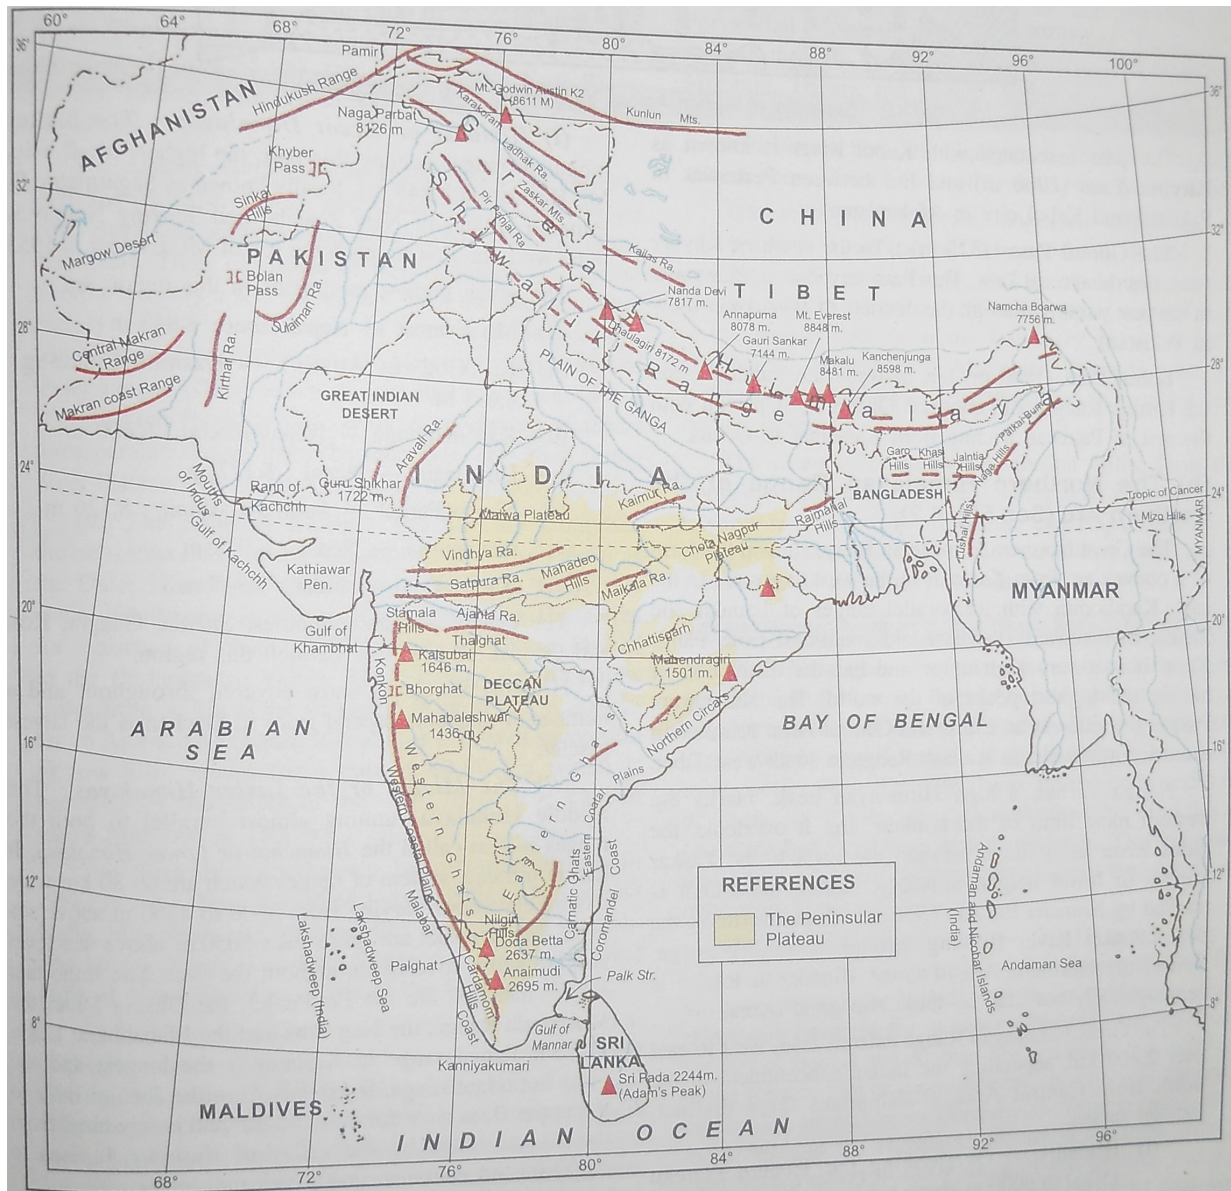 60° 64° 68° 72° 76° 80° 84° 88° 92° 96° 100°
36°
36°
Pamir
Hindukush Range
AFGHANISTAN
Mt. Godwin Austin K2
(8611 M)
Kunlun Mts.
Naga Parbat
8126 m
Karakoram
Ladhak Ra.
Zaskar Mts.
Pir Panjal Ra.
Great Himalaya
Shiwalik Range
Khyber
Pass
32°
32°
Sinkai
Hills
Margow Desert
PAKISTAN
Bolan
Pass
Sulaiman Ra.
CHINA
Kailas Ra.
TIBET
Nanda Devi
7817 m.
Annapurna
8078 m.
Mt. Everest
8848 m.
Gauri Sankar
7144 m.
Dhaulagiri 8172 m.
Makalu
8481 m.
Kanchenjunga
8598 m.
Namcha Boarwa
7756 m.
28°
28°
Central Makran
Range
Makran coast Range
Kirthar Ra.
GREAT INDIAN
DESERT
PLAIN OF THE GANGA
Aravali Ra.
Patkai Bum
Naga Hills
Garo
Hills
Khasi
Hills
Jaintia
Hills
BANGLADESH
24°
24°
Mouths
of Indus
Rann of
Kachchh
Guru Shikhar
1722 m.
INDIA
Malwa Plateau
Kaimur Ra.
Rajmahal
Hills
Chota Nagpur
Plateau
Lushai Hills
Tropic of Cancer
Mizo Hills
MYANMAR
Gulf of Kachchh
Kathiawar
Pen.
Vindhya Ra.
Satpura Ra.
Mahadeo
Hills
Maikala Ra.
MYANMAR
20°
20°
Gulf of
Khambhat
Stamala
Hills
Ajanta Ra.
Thalghat
Kalsubai
1646 m.
Konkon
Bhorghat
Mahabaleshwar
1436 m
DECCAN
PLATEAU
Chhattisgarh
Mahendragiri
1501 m.
Northern Circars
ARABIAN
SEA
BAY OF BENGAL
16°
16°
Western Ghats
Western Coastal Plains
Eastern Ghats
Eastern Coatal Plains
Carnatic Ghats
Coromandel Coast
Malabar Coast
REFERENCES
The Peninsular
Plateau
12°
12°
Lakshadweep (India)
Lakshadweep Sea
Nilgiri
Hills
Doda Betta
2637 m.
Palghat
Anaimudi
2695 m.
Cardamom
Hills
Palk Str.
Andaman and Nicobar Islands
(India)
Andaman Sea
8°
8°
Gulf of
Mannar
Kanniyakumari
SRI
LANKA
Sri Pada 2244m.
(Adam's Peak)
MALDIVES
INDIAN OCEAN
68° 72° 76° 80° 84° 88° 92° 96°